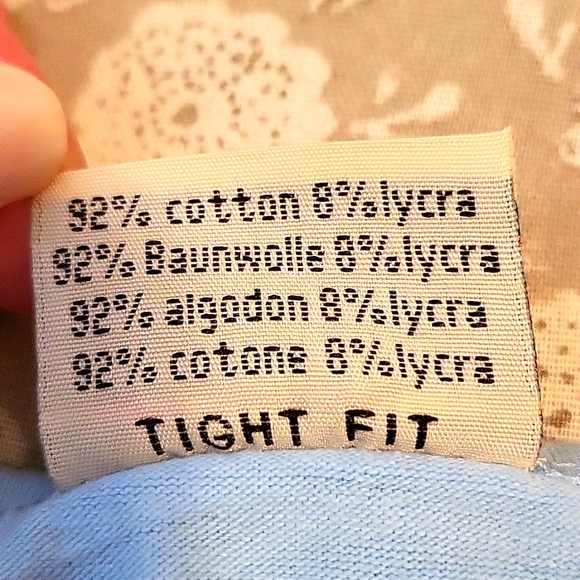 92% cotton 8%lycra
92% Baumwolle 8%lycra
92% algodon 8%lycra
92% cotone 8%lycra
TIGHT FIT